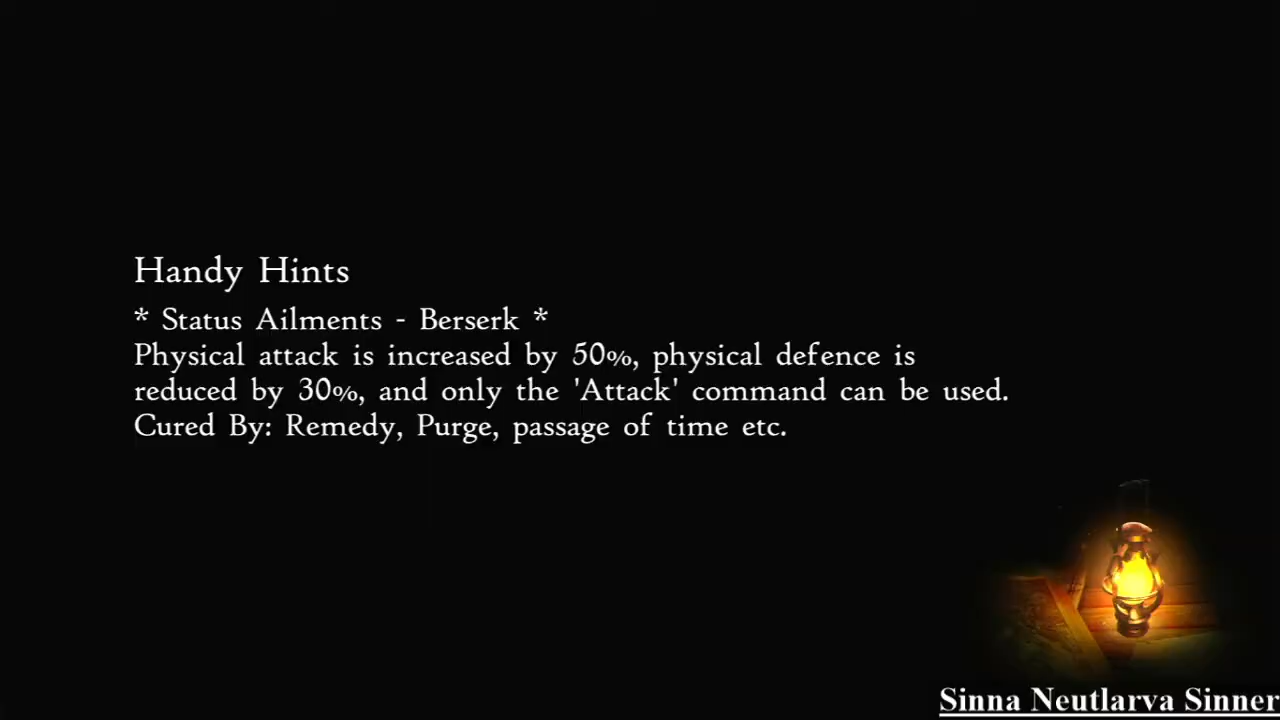 Handy Hints
* Status Ailments - Berserk *
Physical attack is increased by 50%, physical defence is
reduced by 30%, and only the 'Attack' command can be used.
Cured By: Remedy, Purge, passage of time etc.
Sinna Neutlarva Sinner